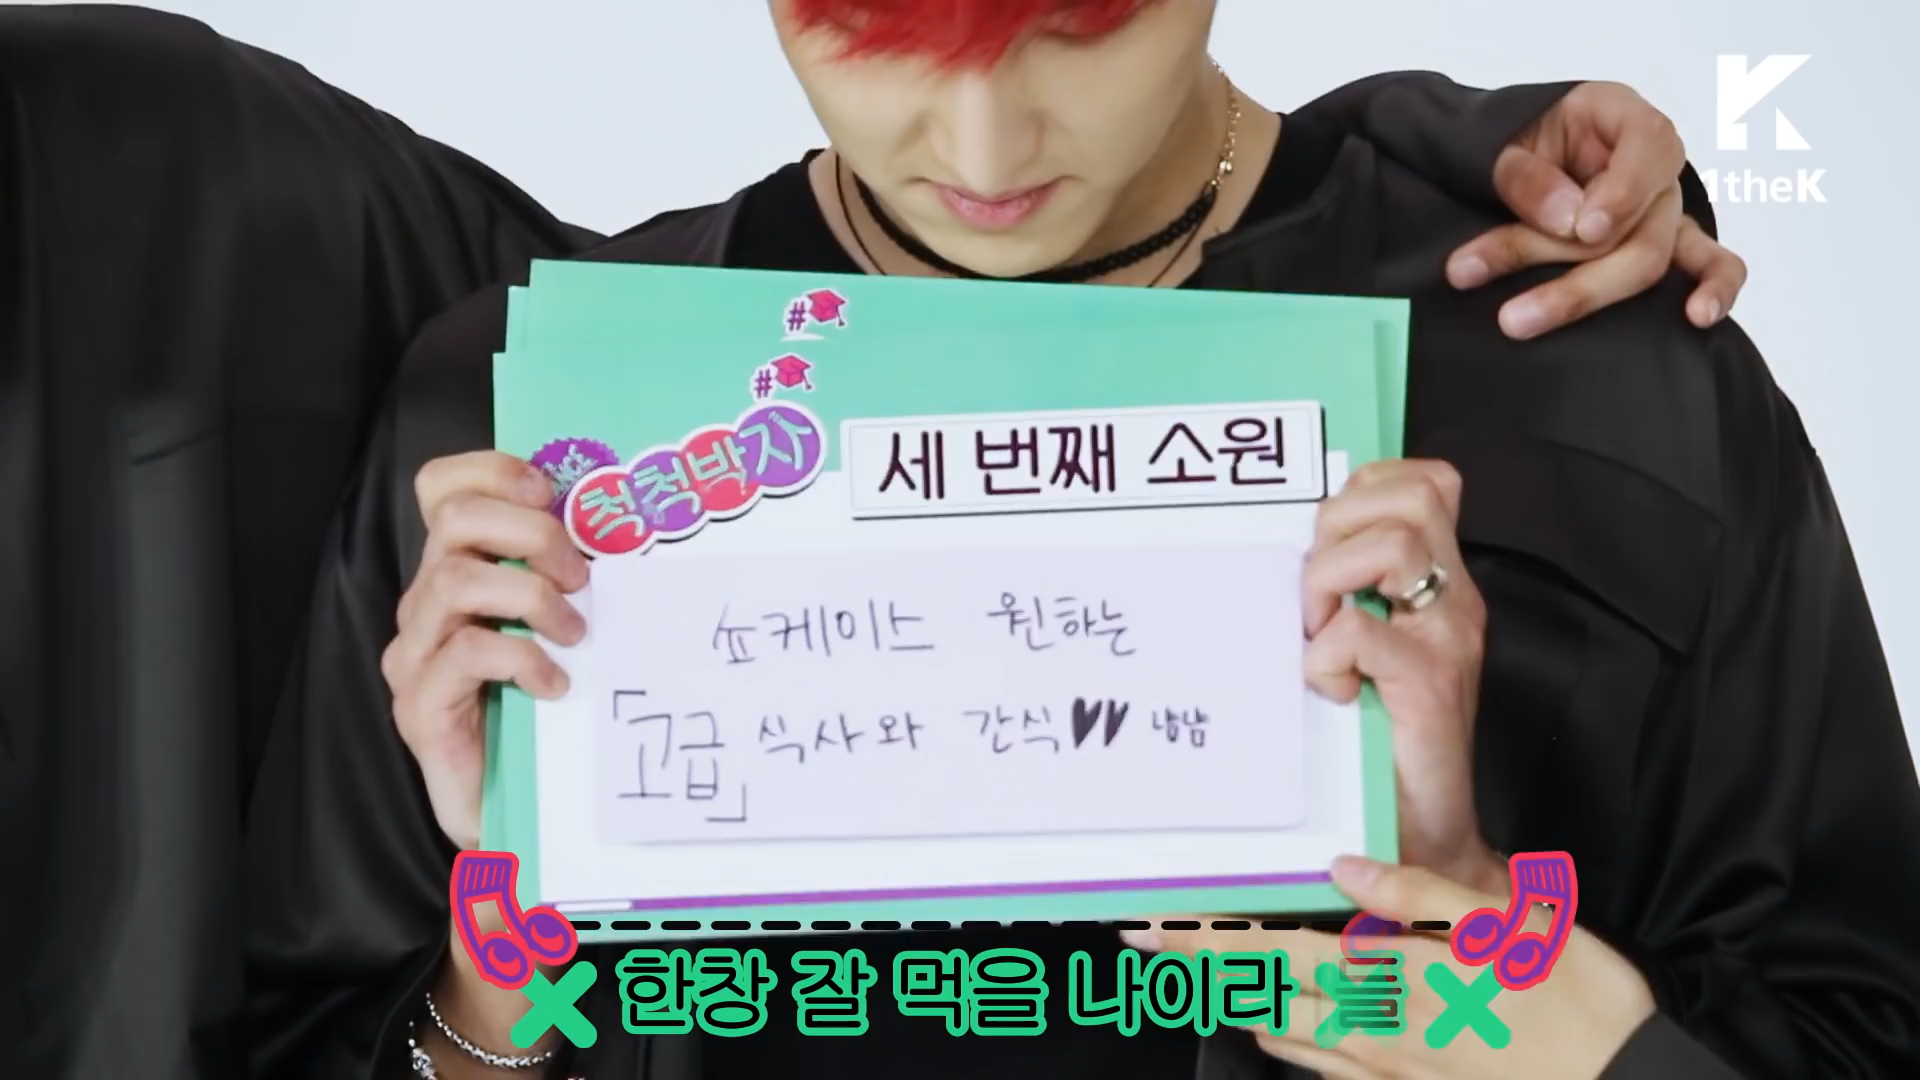 1theK
#
#
척척박사
세 번째 소원
쇼케이스 원하는
「고급」 식사와 간식♥♥ 냠냠
한창 잘 먹을 나이라